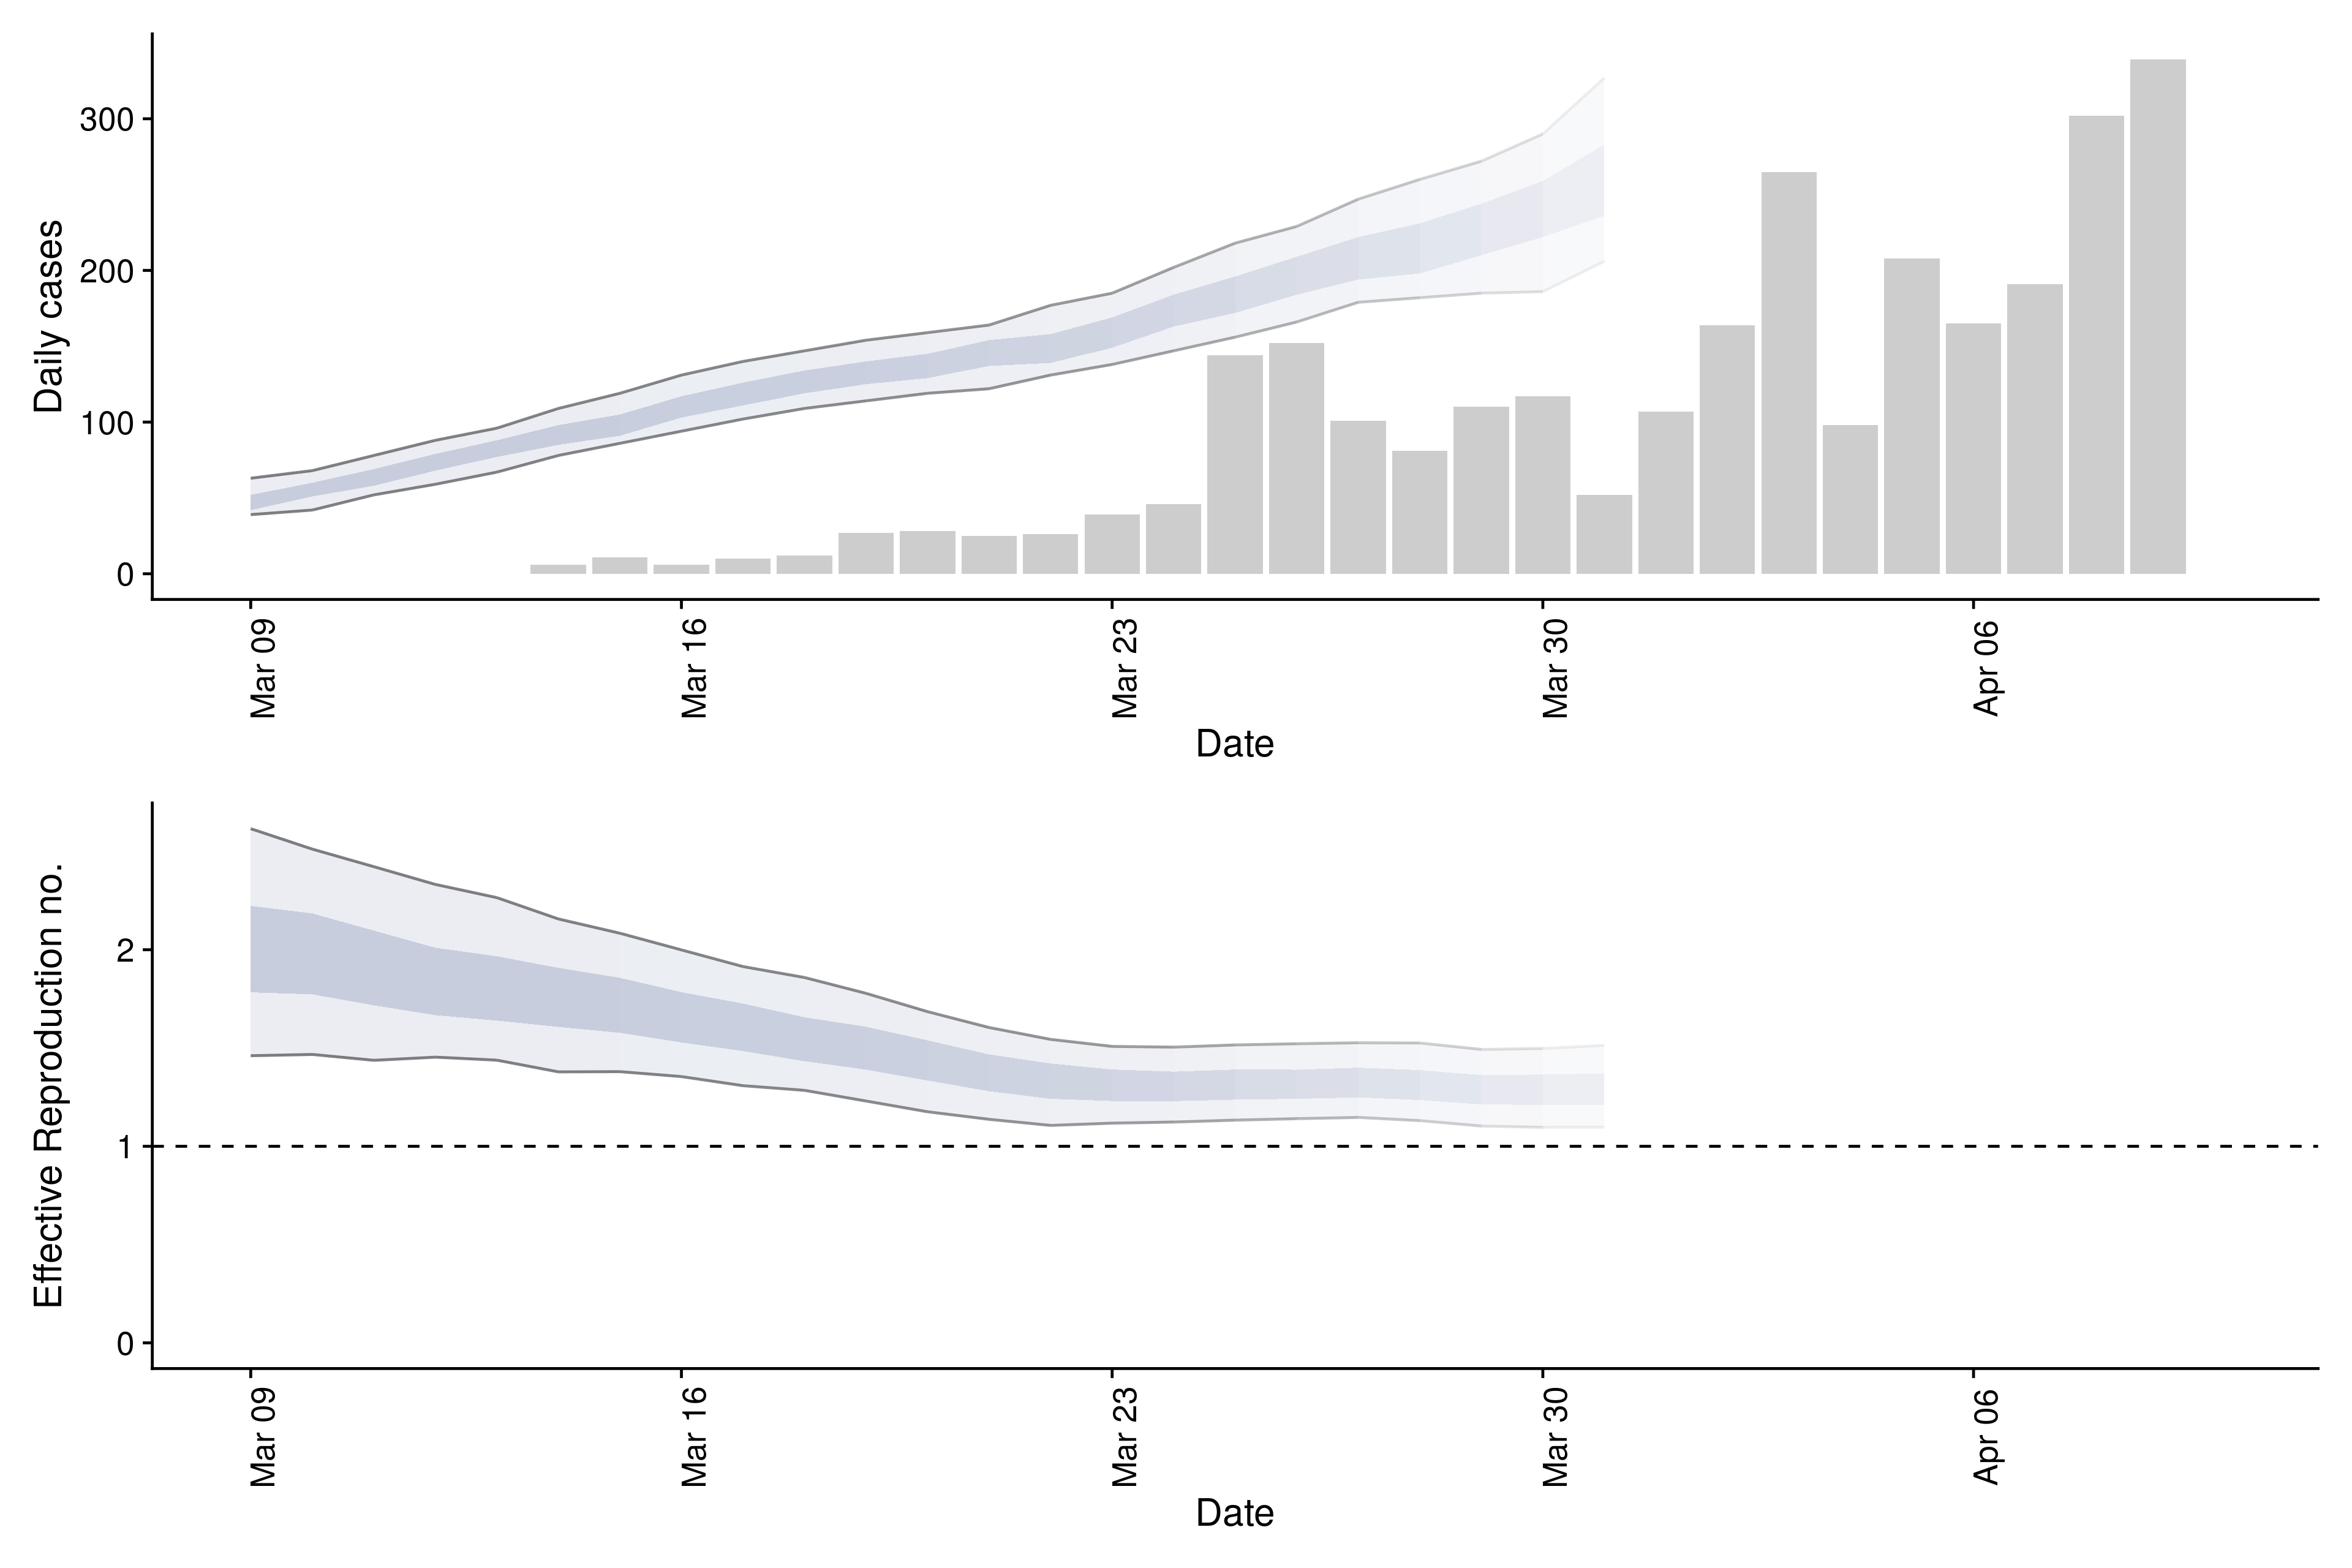 Daily cases
300
200
100
0
Mar 09
Mar 16
Mar 23
Mar 30
Apr 06
Date
Effective Reproduction no.
2
1
0
Mar 09
Mar 16
Mar 23
Mar 30
Apr 06
Date